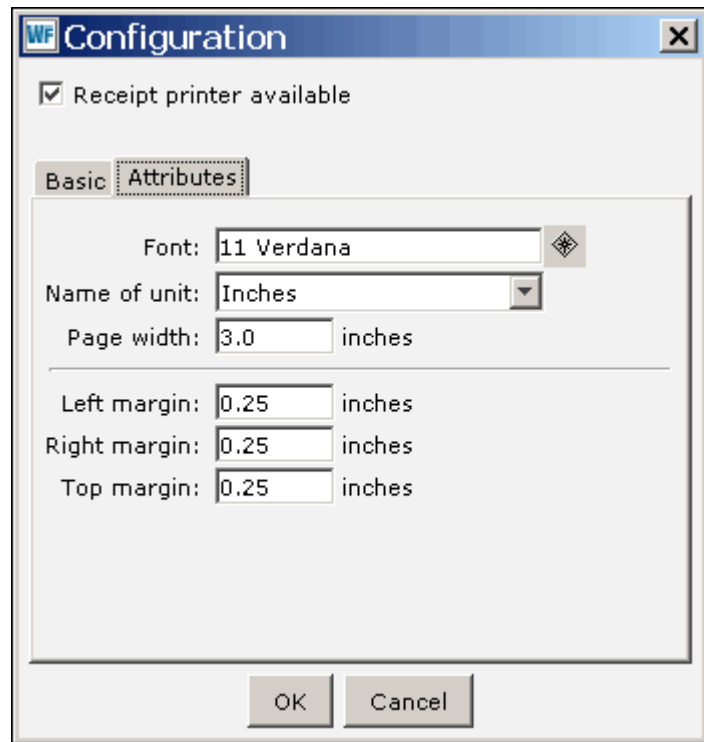 WF Configuration
Receipt printer available
Basic Attributes
Font: 11 Verdana
Name of unit: Inches
Page width: 3.0 inches
Left margin: 0.25 inches
Right margin: 0.25 inches
Top margin: 0.25 inches
OK Cancel